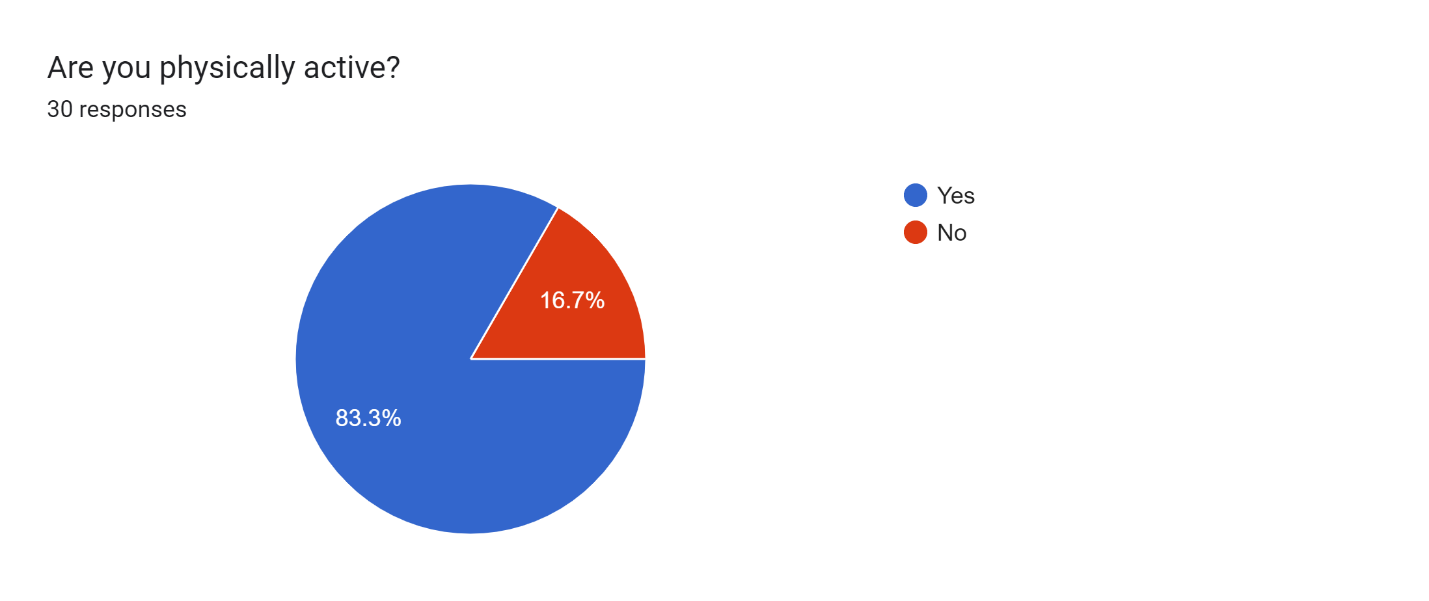 Are you physically active?
30 responses
Yes
No
16.7%
83.3%